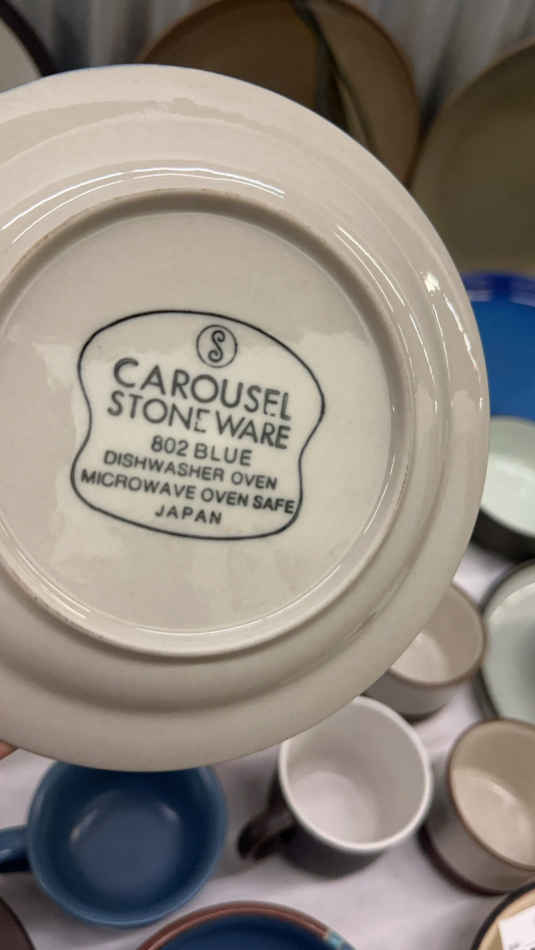 S
CAROUSEL
STONEWARE
802 BLUE
DISHWASHER OVEN
MICROWAVE OVEN SAFE
JAPAN